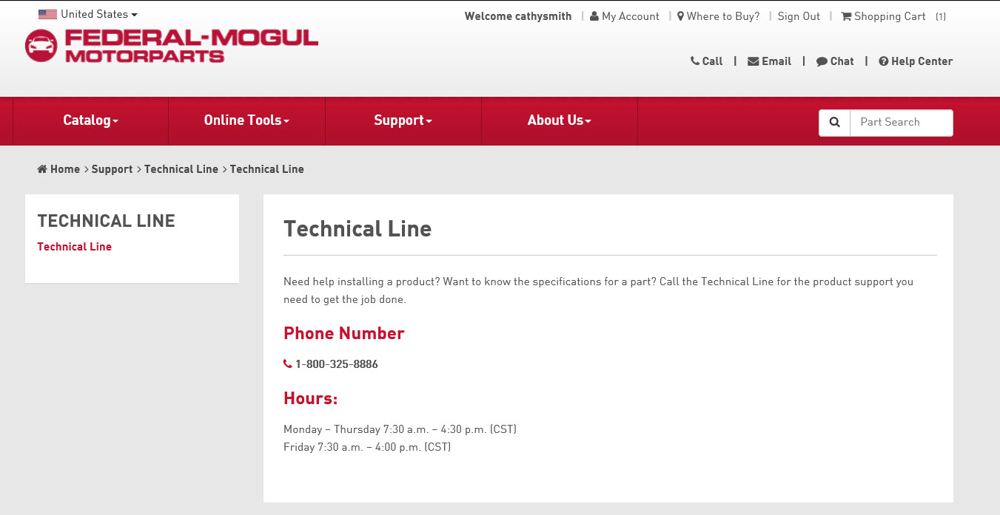 United States
Welcome cathysmith | My Account | Where to Buy? | Sign Out | Shopping Cart (1)
FEDERAL-MOGUL
MOTORPARTS
Call | Email | Chat | Help Center
Catalog Online Tools Support About Us Part Search
Home > Support > Technical Line > Technical Line
TECHNICAL LINE
Technical Line
Technical Line
Need help installing a product? Want to know the specifications for a part? Call the Technical Line for the product support you
need to get the job done.
Phone Number
1-800-325-8886
Hours:
Monday – Thursday 7:30 a.m. – 4:30 p.m. (CST)
Friday 7:30 a.m. – 4:00 p.m. (CST)